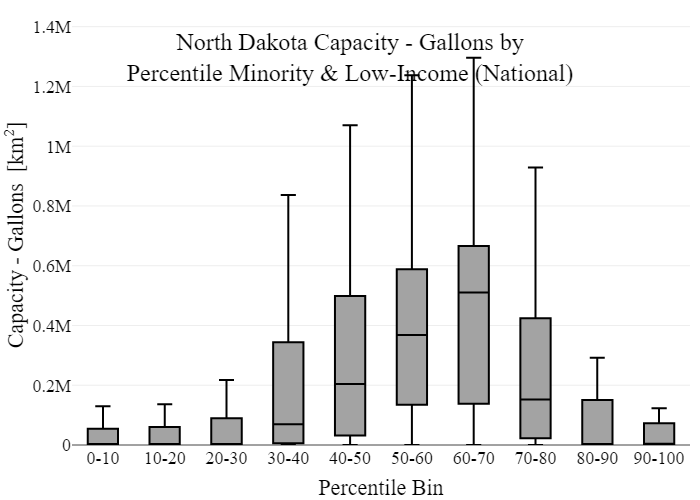 North Dakota Capacity - Gallons by
Percentile Minority & Low-Income (National)
Capacity - Gallons [km²]
1.4M
1.2M
1M
0.8M
0.6M
0.4M
0.2M
0
0-10 10-20 20-30 30-40 40-50 50-60 60-70 70-80 80-90 90-100
Percentile Bin